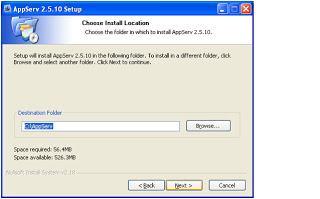 AppServ 2.5.10 Setup
Choose Install Location
Choose the folder in which to install AppServ 2.5.10.
Setup will install AppServ 2.5.10 in the following folder. To install in a different folder, click
Browse and select another folder. Click Next to continue.
Destination Folder
C:\AppServ
Browse...
Space required: 56.4MB
Space available: 526.3MB
Nullsoft Install System v2.18
< Back
Next >
Cancel